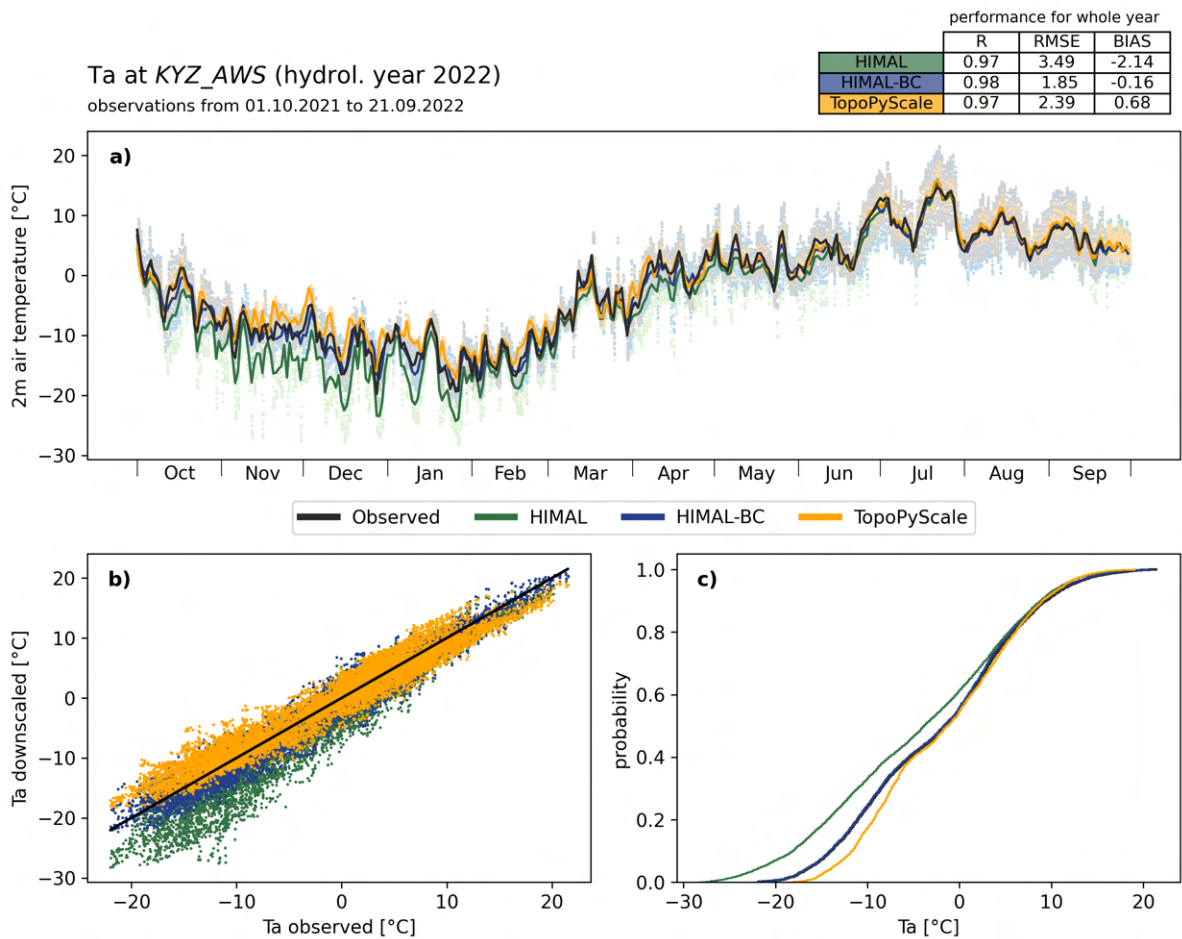 performance for whole year
R RMSE BIAS
HIMAL 0.97 3.49 -2.14
HIMAL-BC 0.98 1.85 -0.16
TopoPyScale 0.97 2.39 0.68
Ta at KYZ_AWS (hydrol. year 2022)
observations from 01.10.2021 to 21.09.2022
a)
2m air temperature [°C]
20
10
0
−10
−20
−30
Oct Nov Dec Jan Feb Mar Apr May Jun Jul Aug Sep
Observed HIMAL HIMAL-BC TopoPyScale
b)
Ta downscaled [°C]
20
10
0
−10
−20
−30
−20 −10 0 10 20
Ta observed [°C]
c)
probability
1.0
0.8
0.6
0.4
0.2
0.0
−30 −20 −10 0 10 20
Ta [°C]